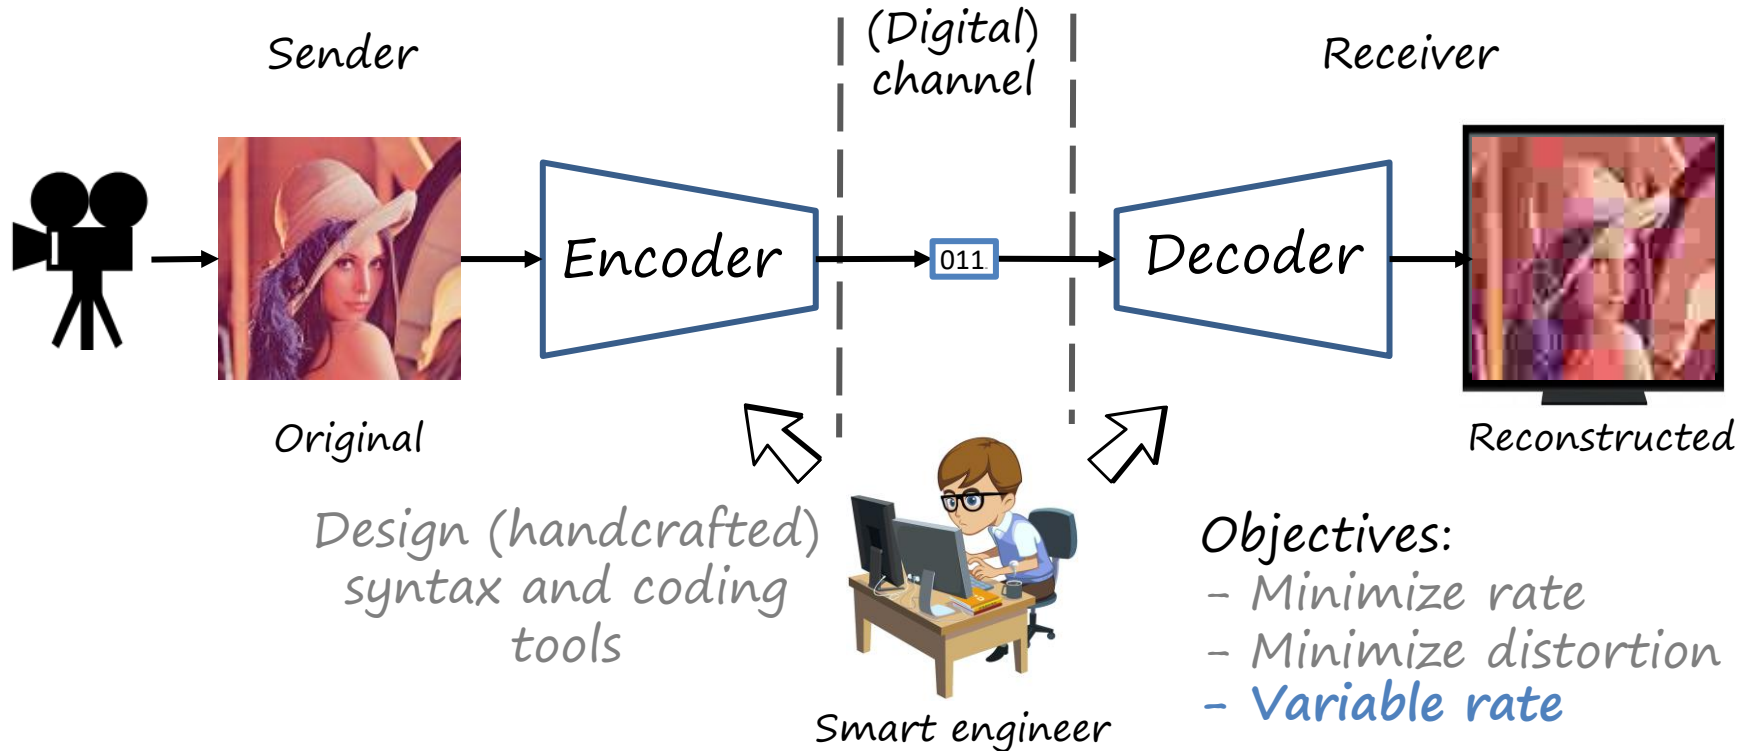 Sender
(Digital)
channel
Receiver
Encoder
011
Decoder
Original
Reconstructed
Design (handcrafted)
syntax and coding
tools
Smart engineer
Objectives:
- Minimize rate
- Minimize distortion
- Variable rate